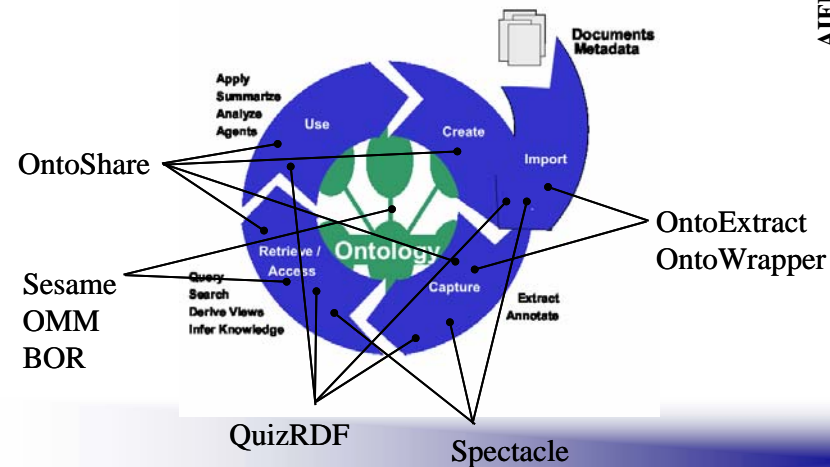 Documents
Metadata
Apply
Summarize
Analyze
Agents
Use
Create
Import
OntoShare
Ontology
Retrieve /
Access
Capture
OntoExtract
OntoWrapper
Query
Search
Derive Views
Infer Knowledge
Extract
Annotate
Sesame
OMM
BOR
QuizRDF
Spectacle